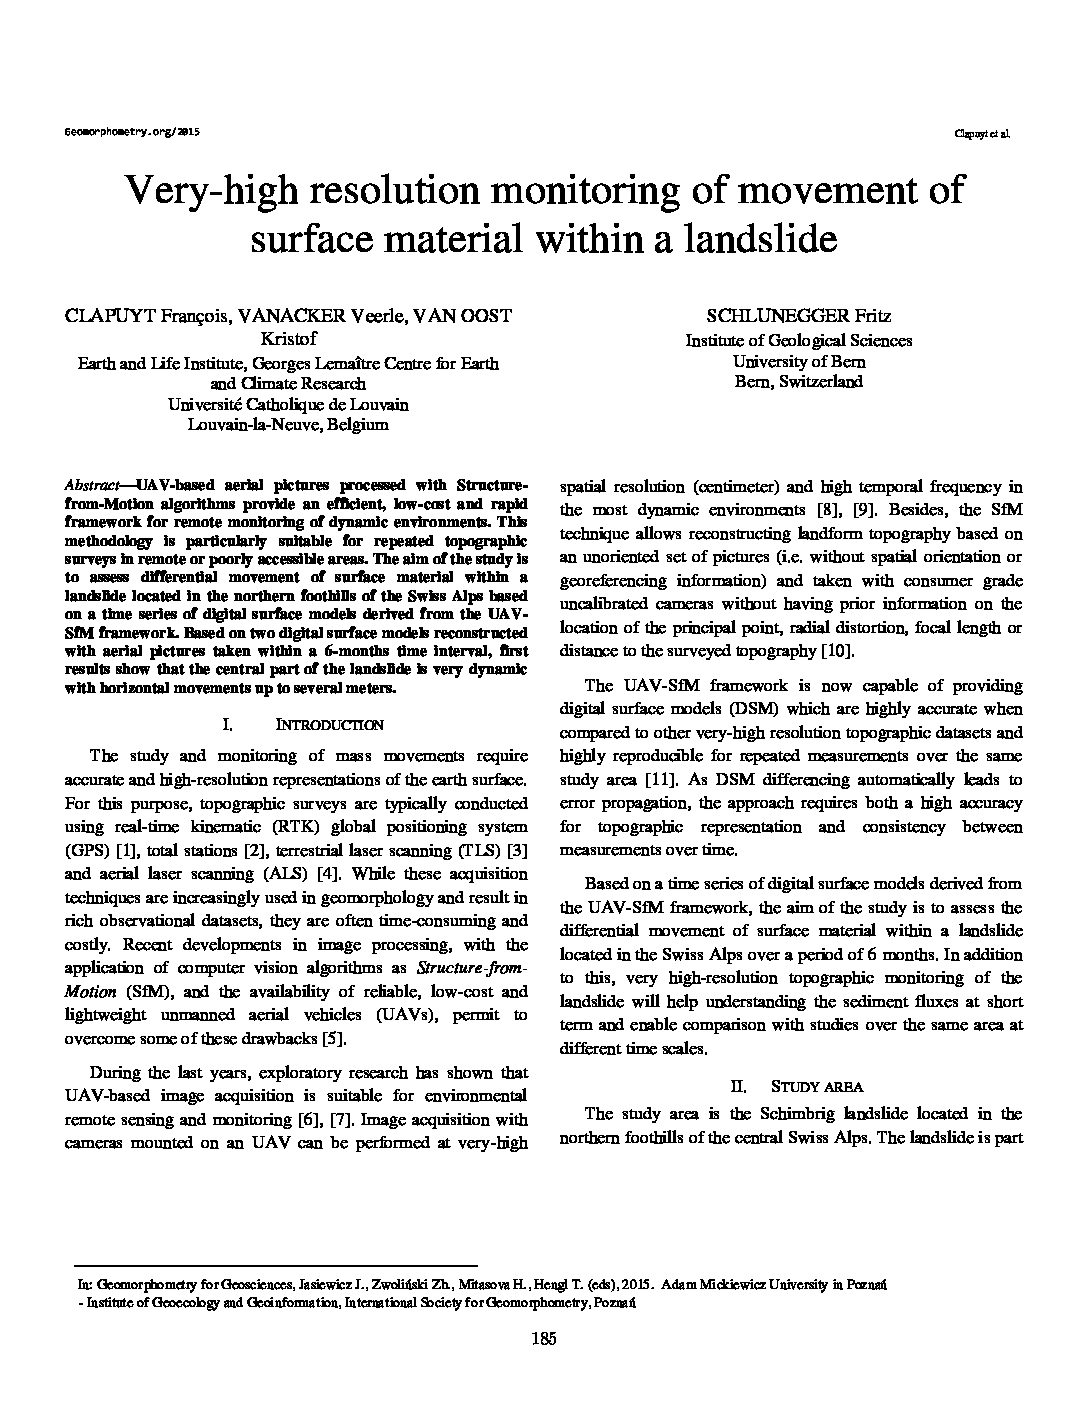 Geomorphometry.org/2015
Clapuyt et al.
Very-high resolution monitoring of movement of
surface material within a landslide
CLAPUYT François, VANACKER Veerle, VAN OOST
Kristof
Earth and Life Institute, Georges Lemaître Centre for Earth
and Climate Research
Université Catholique de Louvain
Louvain-la-Neuve, Belgium
SCHLUNEGGER Fritz
Institute of Geological Sciences
University of Bern
Bern, Switzerland
Abstract—UAV-based aerial pictures processed with Structure-
from-Motion algorithms provide an efficient, low-cost and rapid
framework for remote monitoring of dynamic environments. This
methodology is particularly suitable for repeated topographic
surveys in remote or poorly accessible areas. The aim of the study is
to assess differential movement of surface material within a
landslide located in the northern foothills of the Swiss Alps based
on a time series of digital surface models derived from the UAV-
SfM framework. Based on two digital surface models reconstructed
with aerial pictures taken within a 6-months time interval, first
results show that the central part of the landslide is very dynamic
with horizontal movements up to several meters.
I. INTRODUCTION
The study and monitoring of mass movements require
accurate and high-resolution representations of the earth surface.
For this purpose, topographic surveys are typically conducted
using real-time kinematic (RTK) global positioning system
(GPS) [1], total stations [2], terrestrial laser scanning (TLS) [3]
and aerial laser scanning (ALS) [4]. While these acquisition
techniques are increasingly used in geomorphology and result in
rich observational datasets, they are often time-consuming and
costly. Recent developments in image processing, with the
application of computer vision algorithms as Structure-from-
Motion (SfM), and the availability of reliable, low-cost and
lightweight unmanned aerial vehicles (UAVs), permit to
overcome some of these drawbacks [5].
During the last years, exploratory research has shown that
UAV-based image acquisition is suitable for environmental
remote sensing and monitoring [6], [7]. Image acquisition with
cameras mounted on an UAV can be performed at very-high
spatial resolution (centimeter) and high temporal frequency in
the most dynamic environments [8], [9]. Besides, the SfM
technique allows reconstructing landform topography based on
an unoriented set of pictures (i.e. without spatial orientation or
georeferencing information) and taken with consumer grade
uncalibrated cameras without having prior information on the
location of the principal point, radial distortion, focal length or
distance to the surveyed topography [10].
The UAV-SfM framework is now capable of providing
digital surface models (DSM) which are highly accurate when
compared to other very-high resolution topographic datasets and
highly reproducible for repeated measurements over the same
study area [11]. As DSM differencing automatically leads to
error propagation, the approach requires both a high accuracy
for topographic representation and consistency between
measurements over time.
Based on a time series of digital surface models derived from
the UAV-SfM framework, the aim of the study is to assess the
differential movement of surface material within a landslide
located in the Swiss Alps over a period of 6 months. In addition
to this, very high-resolution topographic monitoring of the
landslide will help understanding the sediment fluxes at short
term and enable comparison with studies over the same area at
different time scales.
II. STUDY AREA
The study area is the Schimbrig landslide located in the
northern foothills of the central Swiss Alps. The landslide is part
In: Geomorphometry for Geosciences, Jasiewicz J., Zwoliński Zb., Mitasova H., Hengl T. (eds), 2015. Adam Mickiewicz University in Poznań
- Institute of Geoecology and Geoinformation, International Society for Geomorphometry, Poznań
185